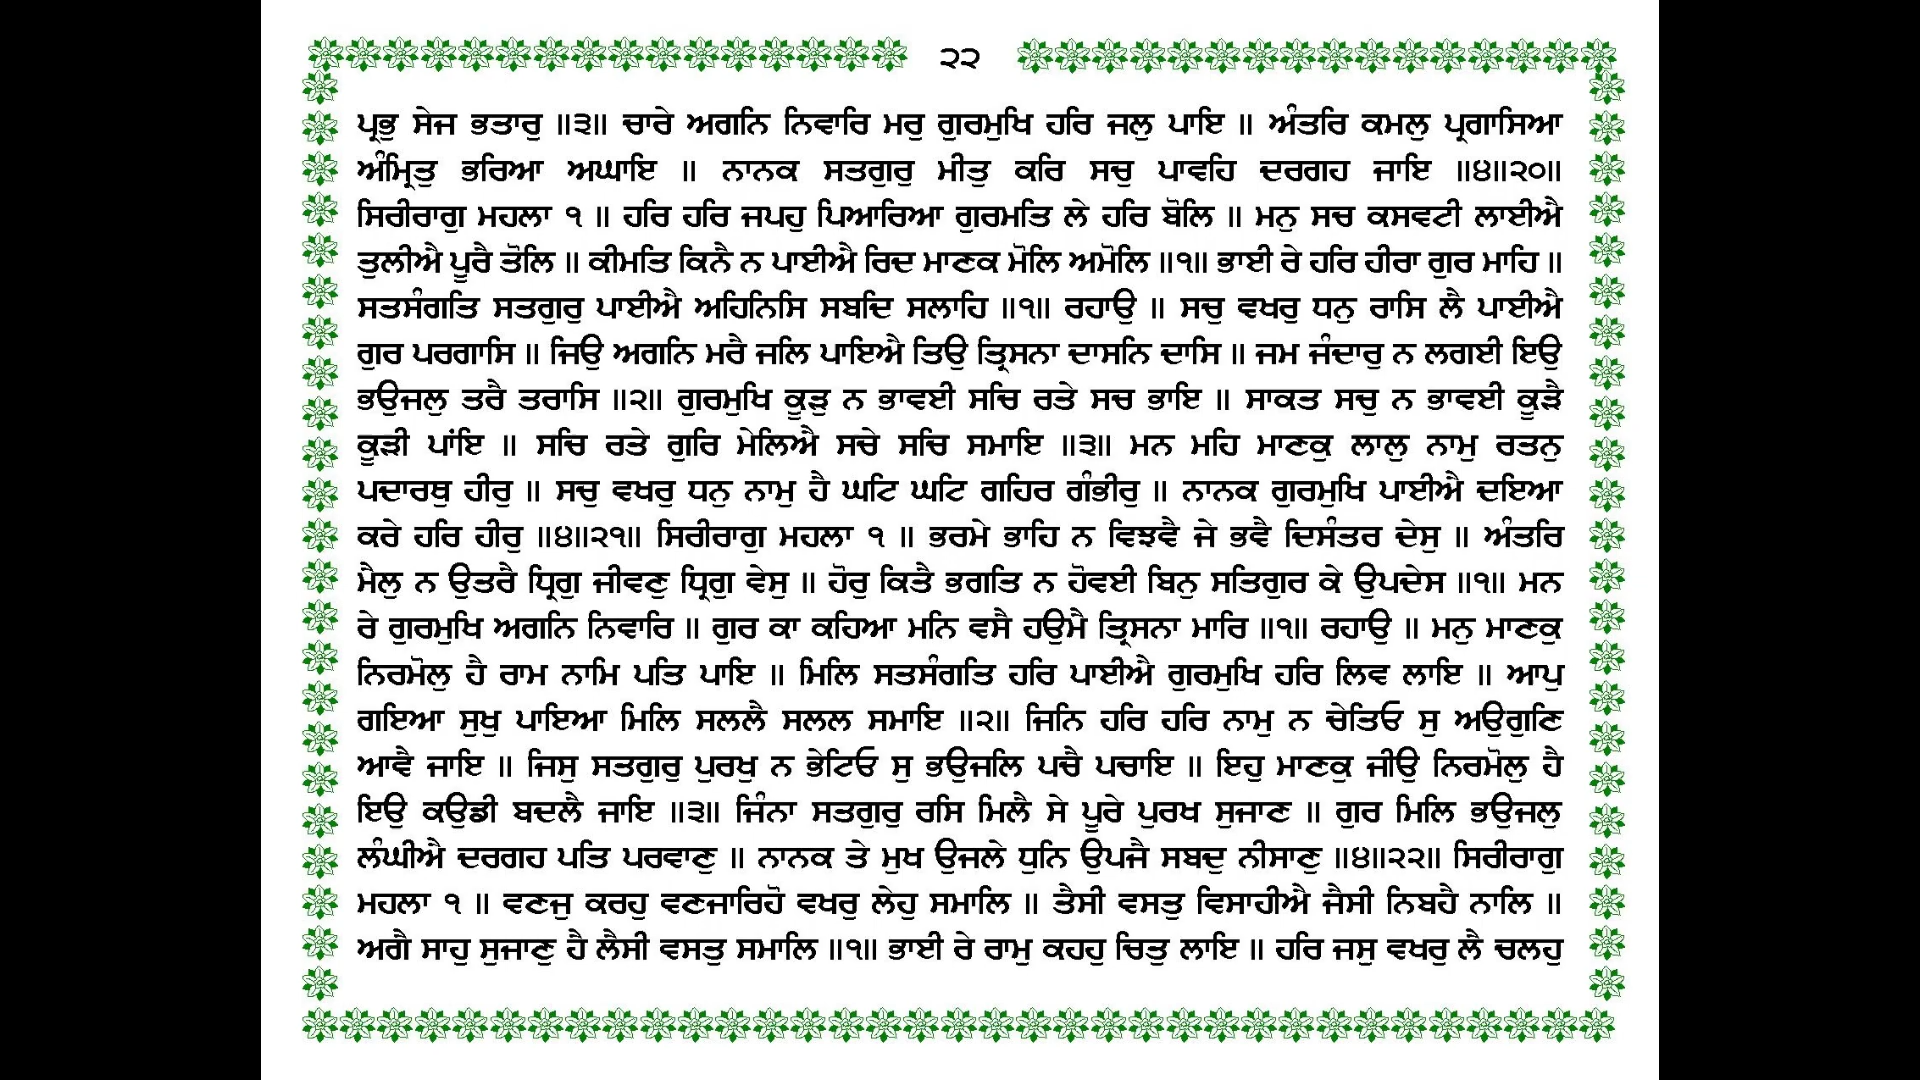 ੨੨
ਪ੍ਰਭੁ ਸੇਜ ਭਤਾਰੁ ॥੩॥ ਚਾਰੇ ਅਗਨਿ ਨਿਵਾਰਿ ਮਰੁ ਗੁਰਮੁਖਿ ਹਰਿ ਜਲੁ ਪਾਇ ॥ ਅੰਤਰਿ ਕਮਲੁ ਪ੍ਰਗਾਸਿਆ
ਅੰਮ੍ਰਿਤੁ ਭਰਿਆ ਅਘਾਇ ॥ ਨਾਨਕ ਸਤਗੁਰੁ ਮੀਤੁ ਕਰਿ ਸਚੁ ਪਾਵਹਿ ਦਰਗਹ ਜਾਇ ॥੪॥੨੦॥
ਸਿਰੀਰਾਗੁ ਮਹਲਾ ੧ ॥ ਹਰਿ ਹਰਿ ਜਪਹੁ ਪਿਆਰਿਆ ਗੁਰਮਤਿ ਲੇ ਹਰਿ ਬੋਲਿ ॥ ਮਨੁ ਸਚ ਕਸਵਟੀ ਲਾਈਐ
ਤੁਲੀਐ ਪੂਰੈ ਤੋਲਿ ॥ ਕੀਮਤਿ ਕਿਨੈ ਨ ਪਾਈਐ ਰਿਦ ਮਾਣਕ ਮੋਲਿ ਅਮੋਲਿ ॥੧॥ ਭਾਈ ਰੇ ਹਰਿ ਹੀਰਾ ਗੁਰ ਮਾਹਿ ॥
ਸਤਸੰਗਤਿ ਸਤਗੁਰੁ ਪਾਈਐ ਅਹਿਨਿਸਿ ਸਬਦਿ ਸਲਾਹਿ ॥੧॥ ਰਹਾਉ ॥ ਸਚੁ ਵਖਰੁ ਧਨੁ ਰਾਸਿ ਲੈ ਪਾਈਐ
ਗੁਰ ਪਰਗਾਸਿ ॥ ਜਿਉ ਅਗਨਿ ਮਰੈ ਜਲਿ ਪਾਇਐ ਤਿਉ ਤ੍ਰਿਸਨਾ ਦਾਸਨਿ ਦਾਸਿ ॥ ਜਮ ਜੰਦਾਰੁ ਨ ਲਗਈ ਇਉ
ਭਉਜਲੁ ਤਰੈ ਤਰਾਸਿ ॥੨॥ ਗੁਰਮੁਖਿ ਕੂੜੁ ਨ ਭਾਵਈ ਸਚਿ ਰਤੇ ਸਚ ਭਾਇ ॥ ਸਾਕਤ ਸਚੁ ਨ ਭਾਵਈ ਕੂੜੈ
ਕੂੜੀ ਪਾਂਇ ॥ ਸਚਿ ਰਤੇ ਗੁਰਿ ਮੇਲਿਐ ਸਚੇ ਸਚਿ ਸਮਾਇ ॥੩॥ ਮਨ ਮਹਿ ਮਾਣਕੁ ਲਾਲੁ ਨਾਮੁ ਰਤਨੁ
ਪਦਾਰਥੁ ਹੀਰੁ ॥ ਸਚੁ ਵਖਰੁ ਧਨੁ ਨਾਮੁ ਹੈ ਘਟਿ ਘਟਿ ਗਹਿਰ ਗੰਭੀਰੁ ॥ ਨਾਨਕ ਗੁਰਮੁਖਿ ਪਾਈਐ ਦਇਆ
ਕਰੇ ਹਰਿ ਹੀਰੁ ॥੪॥੨੧॥ ਸਿਰੀਰਾਗੁ ਮਹਲਾ ੧ ॥ ਭਰਮੇ ਭਾਹਿ ਨ ਵਿਝਵੈ ਜੇ ਭਵੈ ਦਿਸੰਤਰ ਦੇਸੁ ॥ ਅੰਤਰਿ
ਮੈਲੁ ਨ ਉਤਰੈ ਧ੍ਰਿਗੁ ਜੀਵਣੁ ਧ੍ਰਿਗੁ ਵੇਸੁ ॥ ਹੋਰੁ ਕਿਤੈ ਭਗਤਿ ਨ ਹੋਵਈ ਬਿਨੁ ਸਤਿਗੁਰ ਕੇ ਉਪਦੇਸ ॥੧॥ ਮਨ
ਰੇ ਗੁਰਮੁਖਿ ਅਗਨਿ ਨਿਵਾਰਿ ॥ ਗੁਰ ਕਾ ਕਹਿਆ ਮਨਿ ਵਸੈ ਹਉਮੈ ਤ੍ਰਿਸਨਾ ਮਾਰਿ ॥੧॥ ਰਹਾਉ ॥ ਮਨੁ ਮਾਣਕੁ
ਨਿਰਮੋਲੁ ਹੈ ਰਾਮ ਨਾਮਿ ਪਤਿ ਪਾਇ ॥ ਮਿਲਿ ਸਤਸੰਗਤਿ ਹਰਿ ਪਾਈਐ ਗੁਰਮੁਖਿ ਹਰਿ ਲਿਵ ਲਾਇ ॥ ਆਪੁ
ਗਇਆ ਸੁਖੁ ਪਾਇਆ ਮਿਲਿ ਸਲਲੈ ਸਲਲ ਸਮਾਇ ॥੨॥ ਜਿਨਿ ਹਰਿ ਹਰਿ ਨਾਮੁ ਨ ਚੇਤਿਓ ਸੁ ਅਉਗੁਣਿ
ਆਵੈ ਜਾਇ ॥ ਜਿਸੁ ਸਤਗੁਰੁ ਪੁਰਖੁ ਨ ਭੇਟਿਓ ਸੁ ਭਉਜਲਿ ਪਚੈ ਪਚਾਇ ॥ ਇਹੁ ਮਾਣਕੁ ਜੀਉ ਨਿਰਮੋਲੁ ਹੈ
ਇਉ ਕਉਡੀ ਬਦਲੈ ਜਾਇ ॥੩॥ ਜਿੰਨਾ ਸਤਗੁਰੁ ਰਸਿ ਮਿਲੈ ਸੇ ਪੂਰੇ ਪੁਰਖ ਸੁਜਾਣ ॥ ਗੁਰ ਮਿਲਿ ਭਉਜਲੁ
ਲੰਘੀਐ ਦਰਗਹ ਪਤਿ ਪਰਵਾਣੁ ॥ ਨਾਨਕ ਤੇ ਮੁਖ ਉਜਲੇ ਧੁਨਿ ਉਪਜੈ ਸਬਦੁ ਨੀਸਾਣੁ ॥੪॥੨੨॥ ਸਿਰੀਰਾਗੁ
ਮਹਲਾ ੧ ॥ ਵਣਜੁ ਕਰਹੁ ਵਣਜਾਰਿਹੋ ਵਖਰੁ ਲੇਹੁ ਸਮਾਲਿ ॥ ਤੈਸੀ ਵਸਤੁ ਵਿਸਾਹੀਐ ਜੈਸੀ ਨਿਬਹੈ ਨਾਲਿ ॥
ਅਗੈ ਸਾਹੁ ਸੁਜਾਣੁ ਹੈ ਲੈਸੀ ਵਸਤੁ ਸਮਾਲਿ ॥੧॥ ਭਾਈ ਰੇ ਰਾਮੁ ਕਹਹੁ ਚਿਤੁ ਲਾਇ ॥ ਹਰਿ ਜਸੁ ਵਖਰੁ ਲੈ ਚਲਹੁ